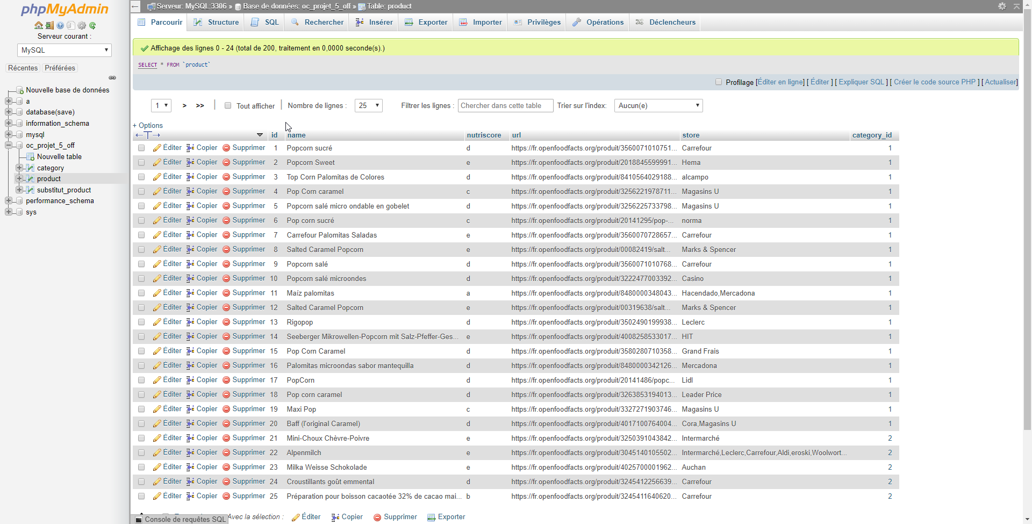 phpMyAdmin
Serveur courant :
MySQL
Récentes Préférées
Nouvelle base de données
a
database(save)
information_schema
mysql
oc_projet_5_off
Nouvelle table
category
product
substitut_product
performance_schema
sys
Serveur: MySQL:3306 » Base de données: oc_projet_5_off » Table: product
Parcourir Structure SQL Rechercher Insérer Exporter Importer Privilèges Opérations Déclencheurs
Affichage des lignes 0 - 24 (total de 200, traitement en 0,0000 seconde(s).)
SELECT * FROM `product`
Profilage [Éditer en ligne] [ Éditer ] [ Expliquer SQL ] [ Créer le code source PHP ] [ Actualiser]
1 > >> Tout afficher Nombre de lignes : 25 Filtrer les lignes : Chercher dans cette table Trier sur l'index: Aucun(e)
+ Options
←T→ id name nutriscore url store category_id
Éditer Copier Supprimer 1 Popcorn sucré d https://fr.openfoodfacts.org/produit/3560071010751... Carrefour 1
Éditer Copier Supprimer 2 Popcorn Sweet e https://fr.openfoodfacts.org/produit/2018845599991... Hema 1
Éditer Copier Supprimer 3 Top Corn Palomitas de Colores d https://fr.openfoodfacts.org/produit/8410564029188... alcampo 1
Éditer Copier Supprimer 4 Pop Corn caramel c https://fr.openfoodfacts.org/produit/3256221978711... Magasins U 1
Éditer Copier Supprimer 5 Popcorn salé micro ondable en gobelet d https://fr.openfoodfacts.org/produit/3256225733798... Magasins U 1
Éditer Copier Supprimer 6 Pop corn sucré c https://fr.openfoodfacts.org/produit/20141295/pop-... norma 1
Éditer Copier Supprimer 7 Carrefour Palomitas Saladas e https://fr.openfoodfacts.org/produit/3560070728657... Carrefour 1
Éditer Copier Supprimer 8 Salted Caramel Popcorn e https://fr.openfoodfacts.org/produit/00082419/salt... Marks & Spencer 1
Éditer Copier Supprimer 9 Popcorn salé d https://fr.openfoodfacts.org/produit/3560071010768... Carrefour 1
Éditer Copier Supprimer 10 Popcorn salé microondes d https://fr.openfoodfacts.org/produit/3222477003392... Casino 1
Éditer Copier Supprimer 11 Maíz palomitas a https://fr.openfoodfacts.org/produit/8480000348043... Hacendado,Mercadona 1
Éditer Copier Supprimer 12 Salted Caramel Popcorn e https://fr.openfoodfacts.org/produit/00319638/salt... Marks & Spencer 1
Éditer Copier Supprimer 13 Rigopop d https://fr.openfoodfacts.org/produit/3502490199938... Leclerc 1
Éditer Copier Supprimer 14 Seeberger Mikrowellen-Popcorn mit Salz-Pfeffer-Ges... e https://fr.openfoodfacts.org/produit/4008258533017... HIT 1
Éditer Copier Supprimer 15 Pop Corn Caramel d https://fr.openfoodfacts.org/produit/3580280710358... Grand Frais 1
Éditer Copier Supprimer 16 Palomitas microondas sabor mantequilla d https://fr.openfoodfacts.org/produit/8480000342126... Mercadona 1
Éditer Copier Supprimer 17 PopCorn d https://fr.openfoodfacts.org/produit/20141486/popc... Lidl 1
Éditer Copier Supprimer 18 Pop corn caramel d https://fr.openfoodfacts.org/produit/3263853194013... Leader Price 1
Éditer Copier Supprimer 19 Maxi Pop c https://fr.openfoodfacts.org/produit/3327271903746... Magasins U 1
Éditer Copier Supprimer 20 Baff (l'original Caramel) d https://fr.openfoodfacts.org/produit/4017100764004... Cora,Magasins U 1
Éditer Copier Supprimer 21 Mini-Choux Chèvre-Poivre e https://fr.openfoodfacts.org/produit/3250391043842... Intermarché 2
Éditer Copier Supprimer 22 Alpenmilch e https://fr.openfoodfacts.org/produit/3045140105502... Intermarché,Leclerc,Carrefour,Aldi,eroski,Woolwort... 2
Éditer Copier Supprimer 23 Milka Weisse Schokolade e https://fr.openfoodfacts.org/produit/4025700001962... Auchan 2
Éditer Copier Supprimer 24 Croustillants goût emmental d https://fr.openfoodfacts.org/produit/3245412256639... Carrefour 2
Éditer Copier Supprimer 25 Préparation pour boisson cacaotée 32% de cacao mai... b https://fr.openfoodfacts.org/produit/3245411640620... Carrefour 2
Avec la sélection : Éditer Copier Supprimer Exporter
Console de requêtes SQL